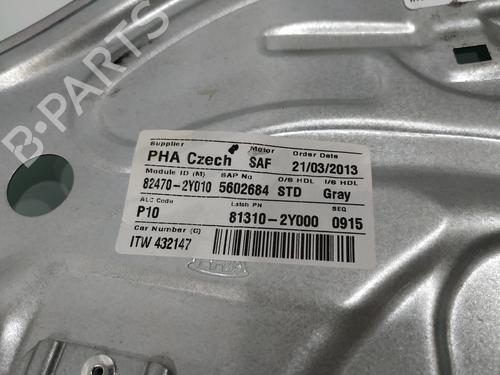 B-PARTS
Supplier Motor Order Date
PHA Czech SAF 21/03/2013
Module ID (M) SAP No O/S HDL I/S HDL
82470-2Y010 5602684 STD Gray
ALC Code Latch PN SEQ
P10 81310-2Y000 0915
Car Number (G)
ITW 432147